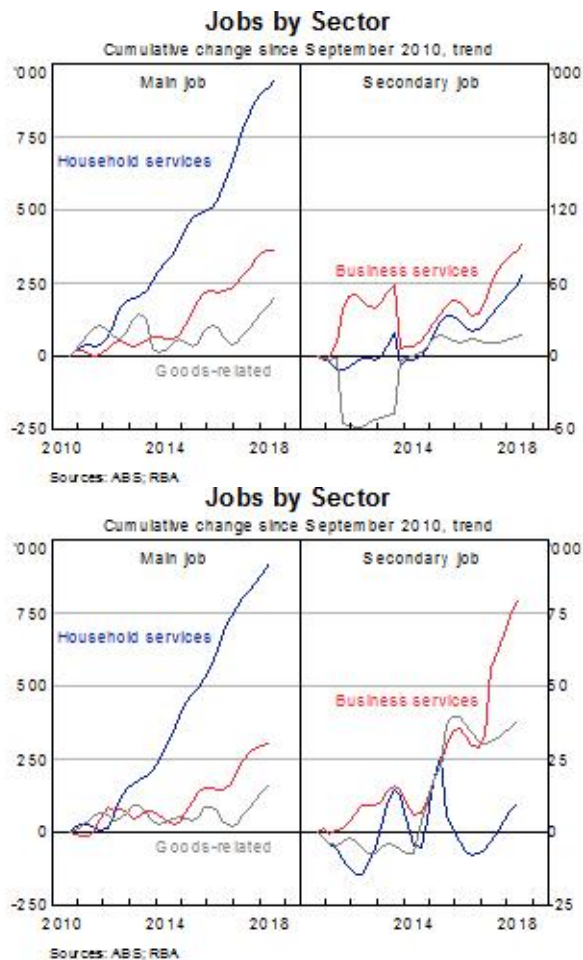 Jobs by Sector
Cumulative change since September 2010, trend
'000 Main job Secondary job '000
750 180
Household services
500 120
250 Business services 60
0 0
Goods-related
-250 -60
2010 2014 2018 2014 2018
Sources: ABS; RBA
Jobs by Sector
Cumulative change since September 2010, trend
'000 Main job Secondary job '000
750 75
Household services
500 50
Business services
250 25
0 0
Goods-related
-250 -25
2010 2014 2018 2014 2018
Sources: ABS; RBA